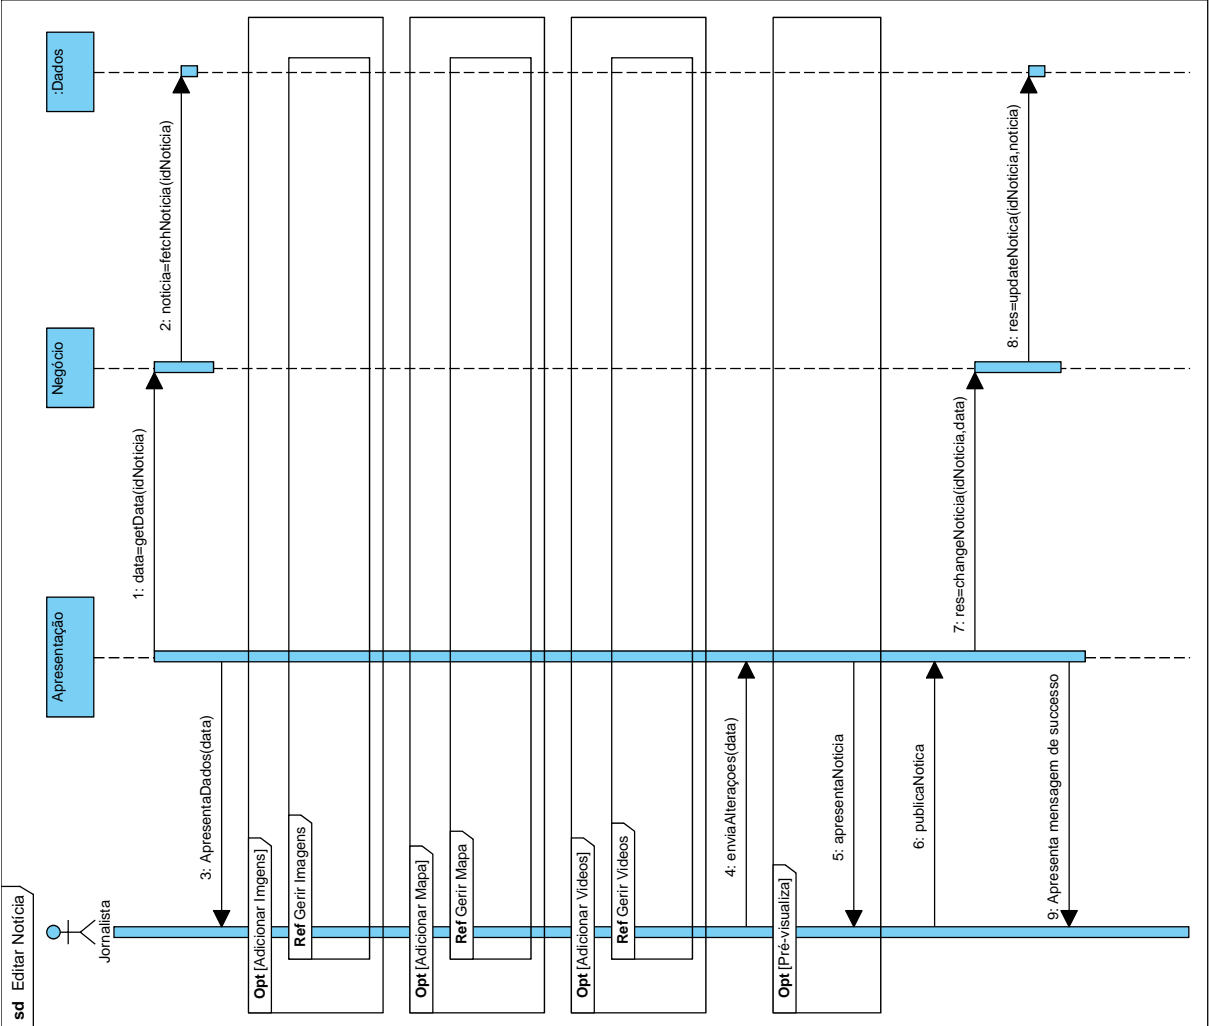 sd Editar Notícia
Jornalista
Apresentação
Negócio
:Dados
1: data=getData(idNoticia)
2: noticia=fetchNoticia(idNoticia)
3: ApresentaDados(data)
Opt [Adicionar Imgens]
Ref Gerir Imagens
Opt [Adicionar Mapa]
Ref Gerir Mapa
Opt [Adicionar Videos]
Ref Gerir Videos
4: enviaAlteraçoes(data)
Opt [Pré-visualiza]
5: apresentaNoticia
6: publicaNotica
7: res=changeNoticia(idNoticia,data)
8: res=updateNotica(idNoticia,noticia)
9: Apresenta mensagem de successo